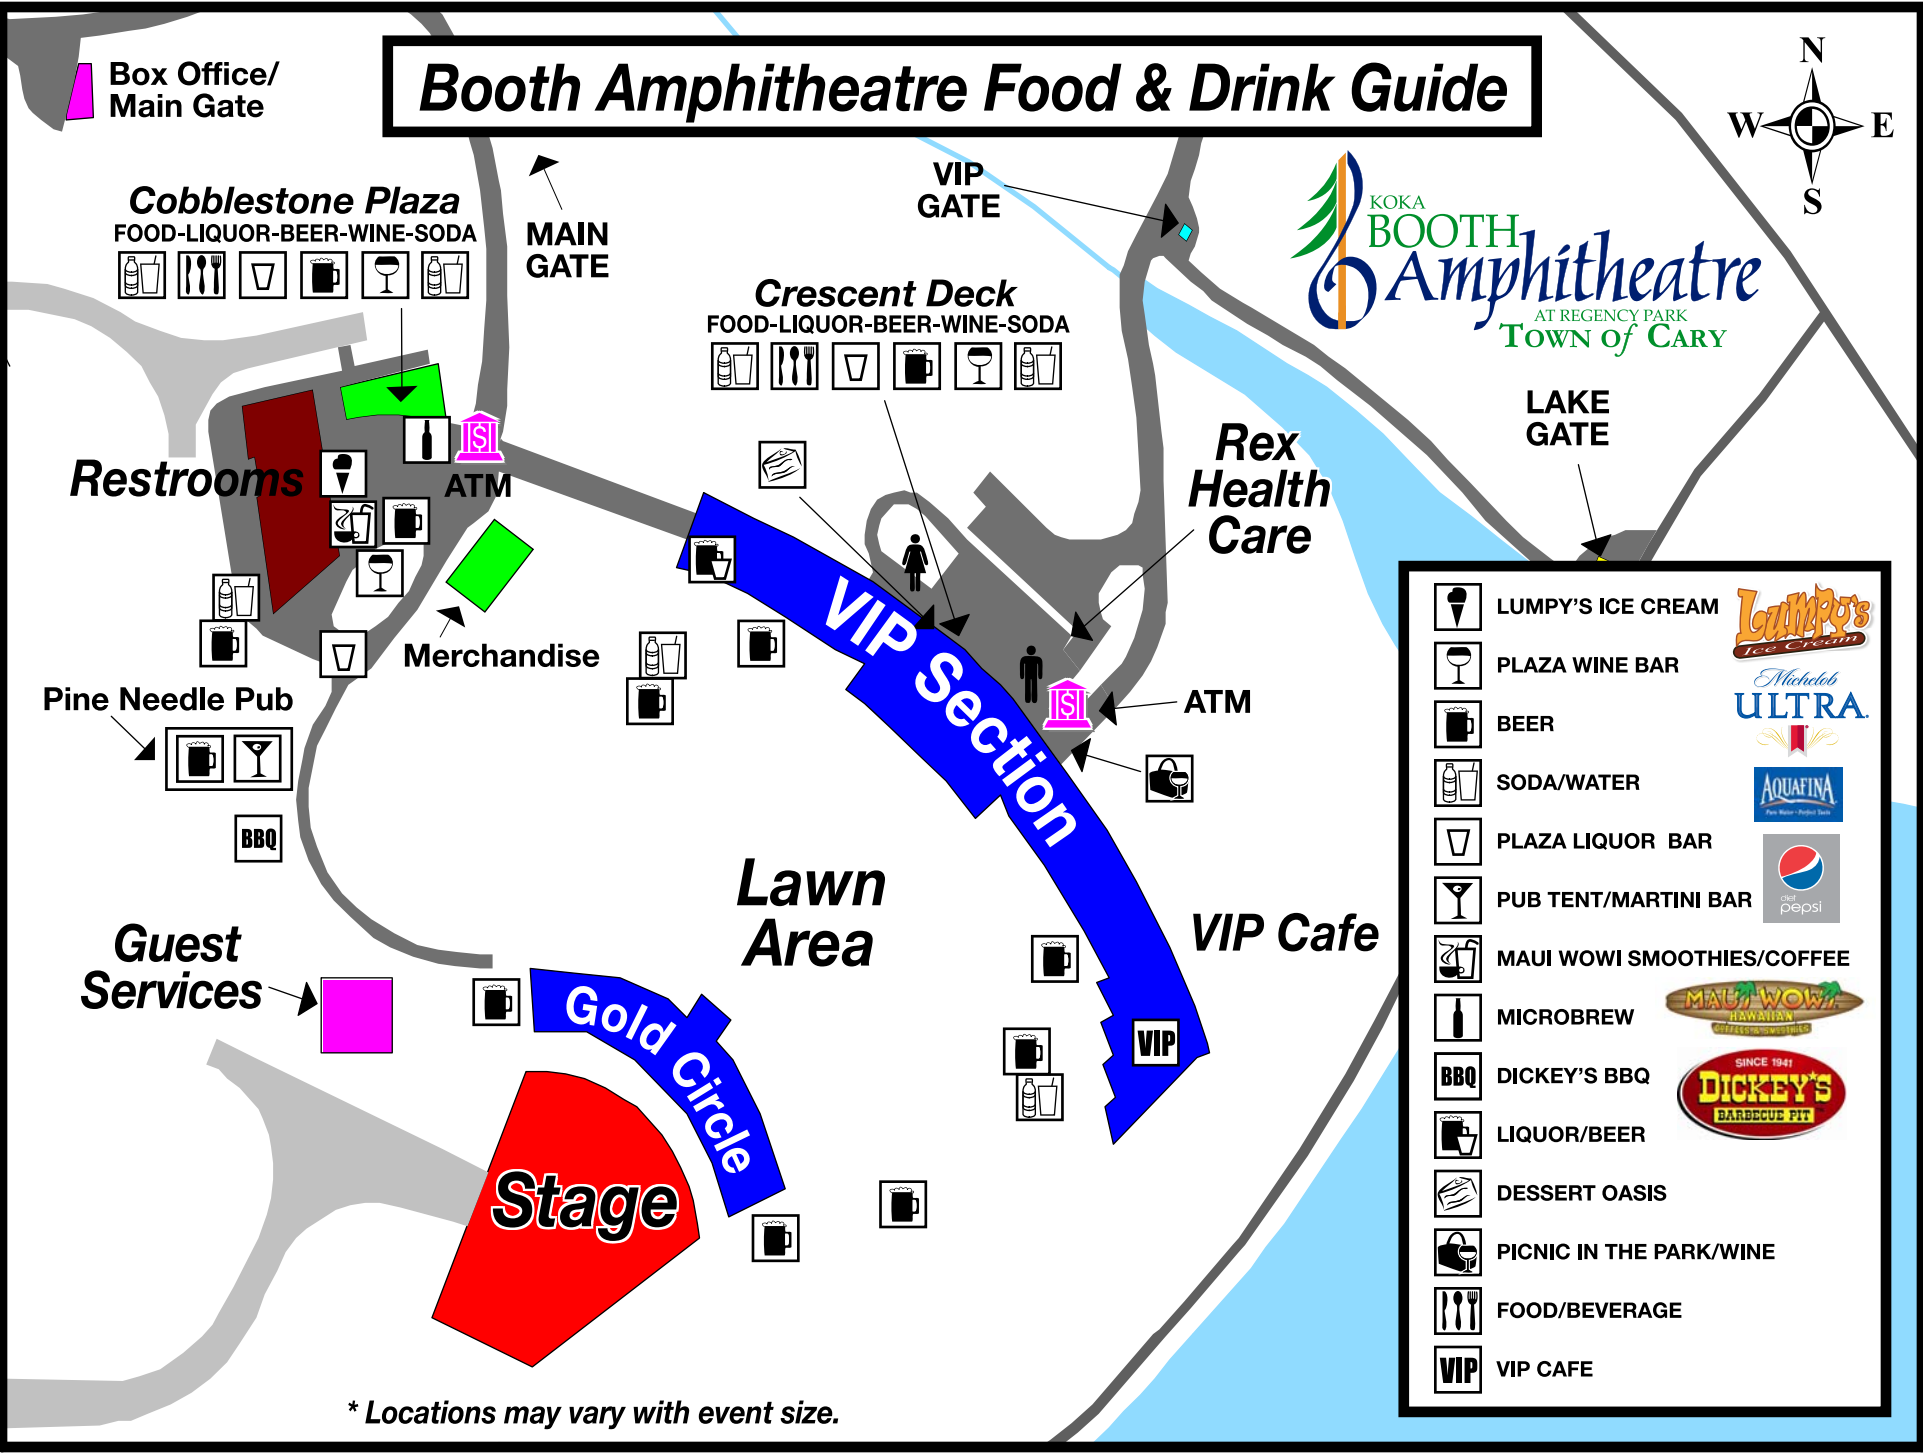 Booth Amphitheatre Food & Drink Guide
Box Office/
Main Gate
N
W
E
S
Cobblestone Plaza
FOOD-LIQUOR-BEER-WINE-SODA
MAIN
GATE
VIP
GATE
KOKA
BOOTH
Amphitheatre
AT REGENCY PARK
TOWN of CARY
Crescent Deck
FOOD-LIQUOR-BEER-WINE-SODA
LAKE
GATE
Restrooms
$
ATM
Rex
Health
Care
Merchandise
VIP Section
Pine Needle Pub
$
ATM
BBQ
Lawn
Area
VIP Cafe
Guest
Services
Gold Circle
VIP
Stage
* Locations may vary with event size.
LUMPY'S ICE CREAM
Lumpy's
Ice Cream
PLAZA WINE BAR
Michelob
ULTRA
BEER
SODA/WATER
AQUAFINA
Pure Water - Perfect Taste
PLAZA LIQUOR BAR
diet
pepsi
PUB TENT/MARTINI BAR
MAUI WOWI SMOOTHIES/COFFEE
MAUI WOWI
HAWAIIAN
COFFEES & SMOOTHIES
MICROBREW
SINCE 1941
DICKEY'S
BARBECUE PIT
BBQ DICKEY'S BBQ
LIQUOR/BEER
DESSERT OASIS
PICNIC IN THE PARK/WINE
FOOD/BEVERAGE
VIP VIP CAFE